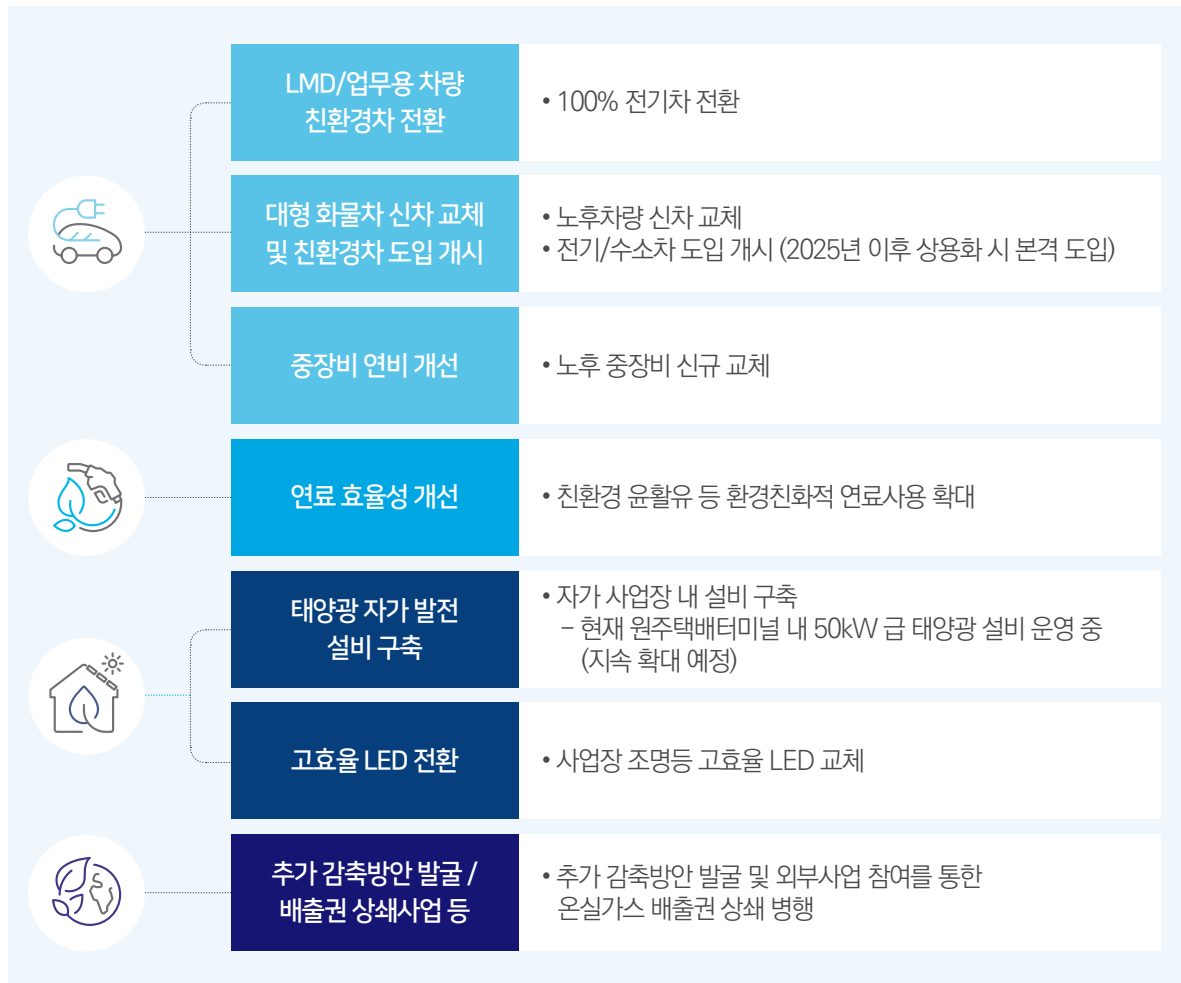 LMD/업무용 차량
친환경차 전환
• 100% 전기차 전환
대형 화물차 신차 교체
및 친환경차 도입 개시
• 노후차량 신차 교체
• 전기/수소차 도입 개시 (2025년 이후 상용화 시 본격 도입)
중장비 연비 개선
• 노후 중장비 신규 교체
연료 효율성 개선
• 친환경 윤활유 등 환경친화적 연료사용 확대
태양광 자가 발전
설비 구축
• 자가 사업장 내 설비 구축
– 현재 원주택배터미널 내 50kW 급 태양광 설비 운영 중
(지속 확대 예정)
고효율 LED 전환
• 사업장 조명등 고효율 LED 교체
추가 감축방안 발굴 /
배출권 상쇄사업 등
• 추가 감축방안 발굴 및 외부사업 참여를 통한
온실가스 배출권 상쇄 병행